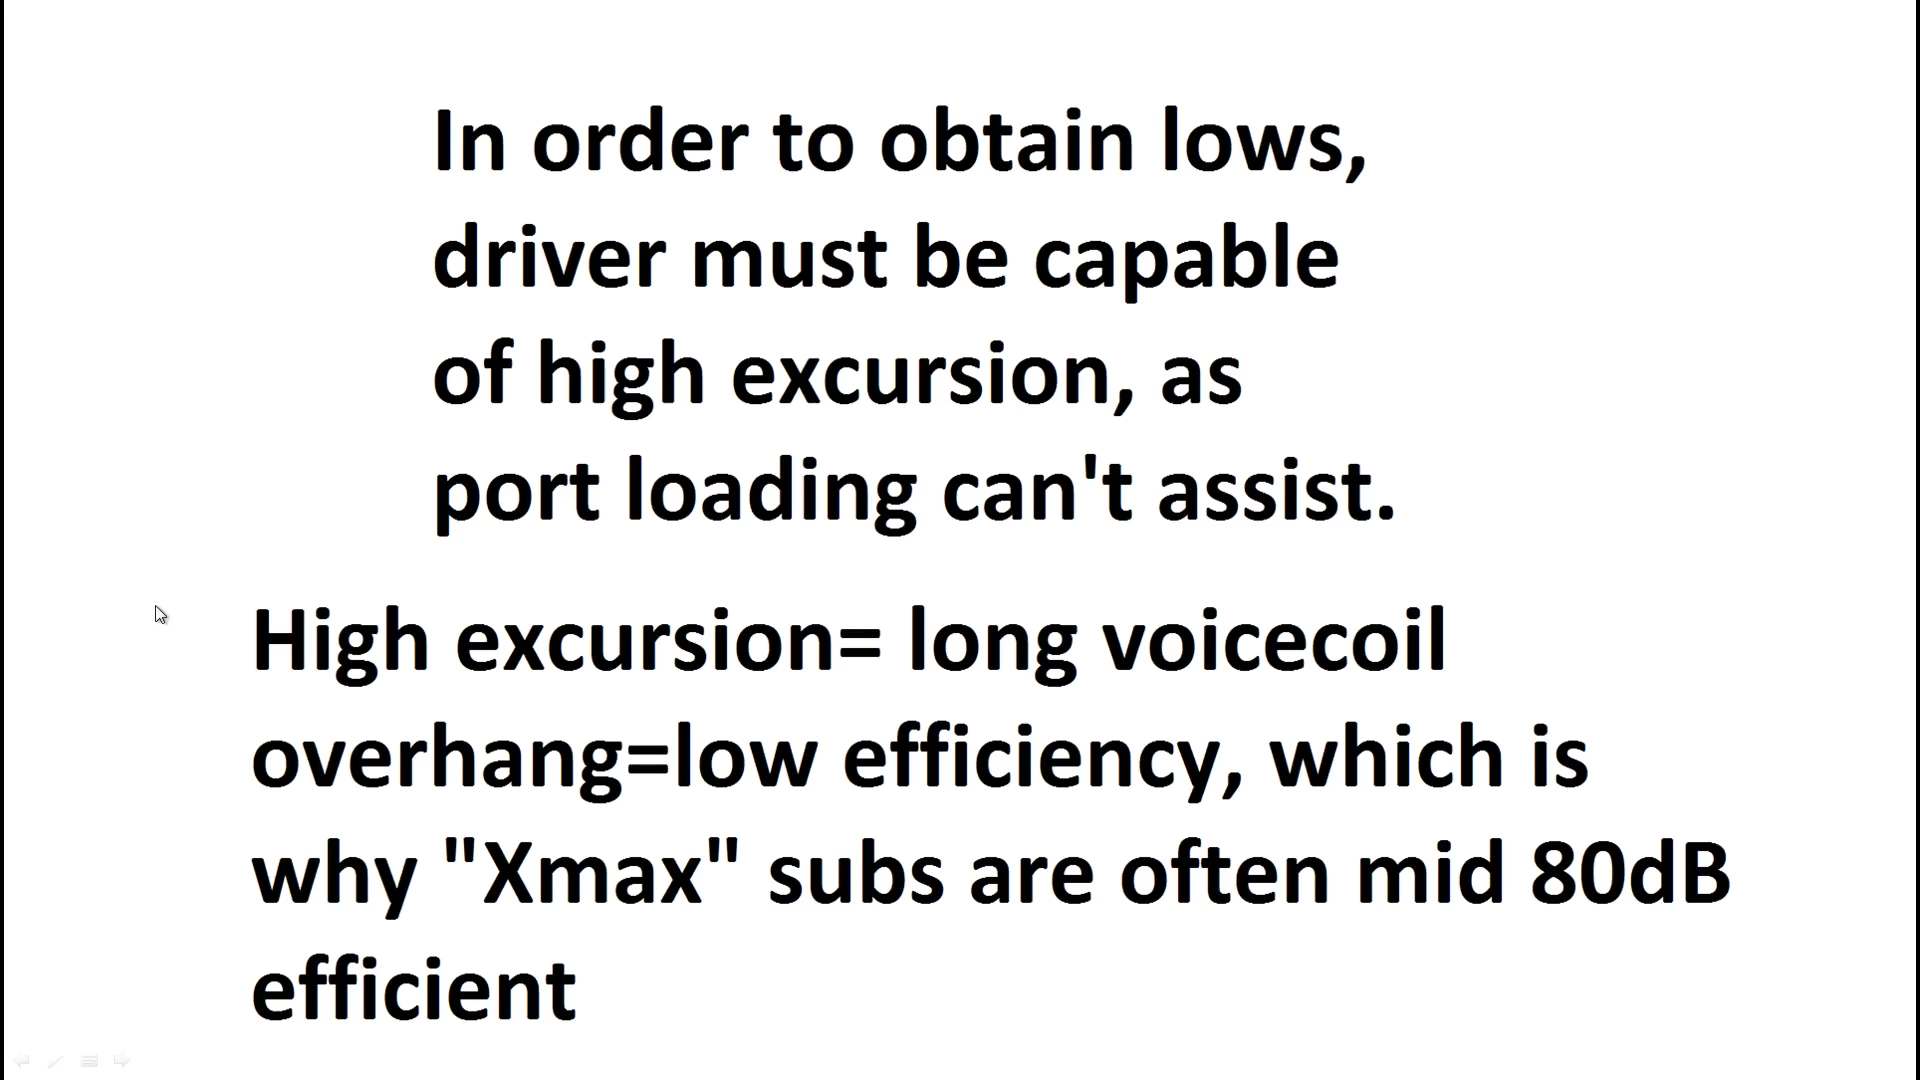 In order to obtain lows,
driver must be capable
of high excursion, as
port loading can't assist.
High excursion= long voicecoil
overhang=low efficiency, which is
why "Xmax" subs are often mid 80dB
efficient